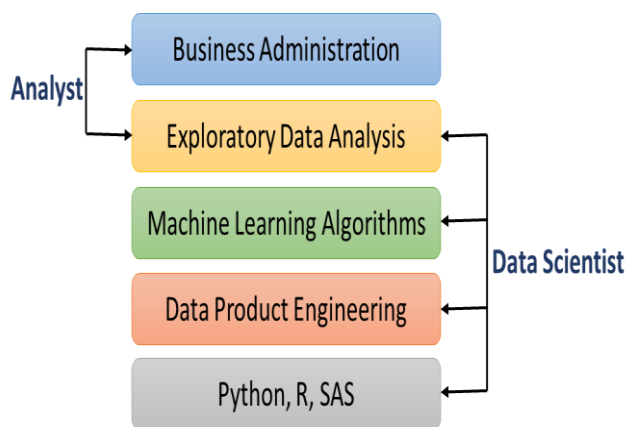 Business Administration
Analyst
Exploratory Data Analysis
Machine Learning Algorithms
Data Scientist
Data Product Engineering
Python, R, SAS